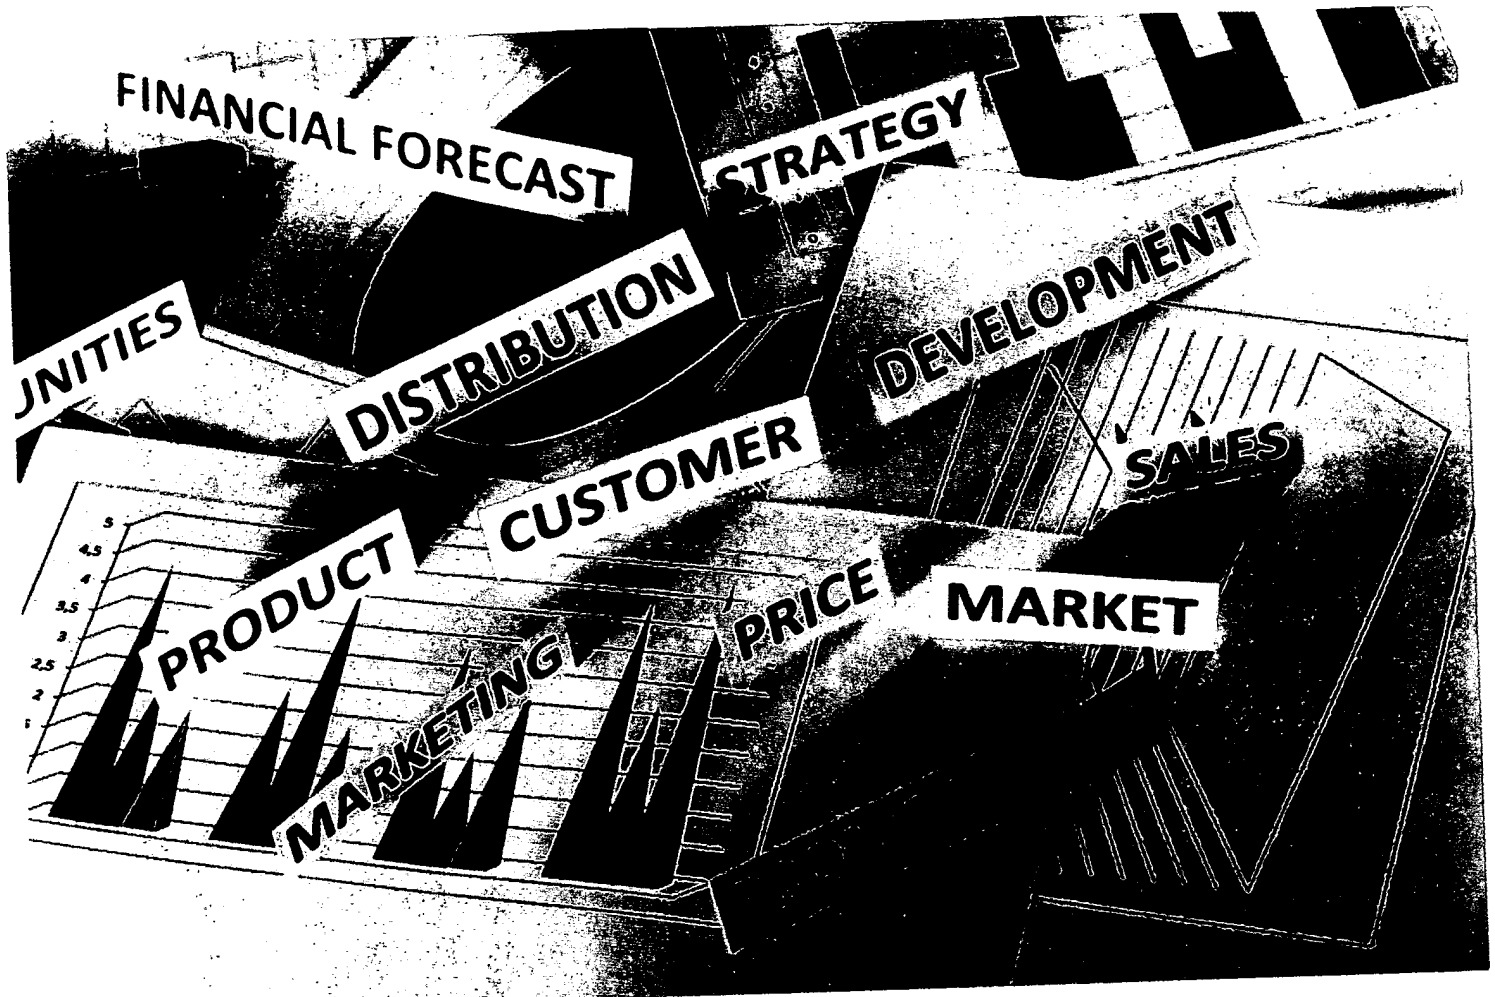 FINANCIAL FORECAST
STRATEGY
DEVELOPMENT
DISTRIBUTION
UNITIES
CUSTOMER
SALES
PRODUCT
PRICE
MARKET
MARKETING
5
4,5
4
3,5
3
2,5
2